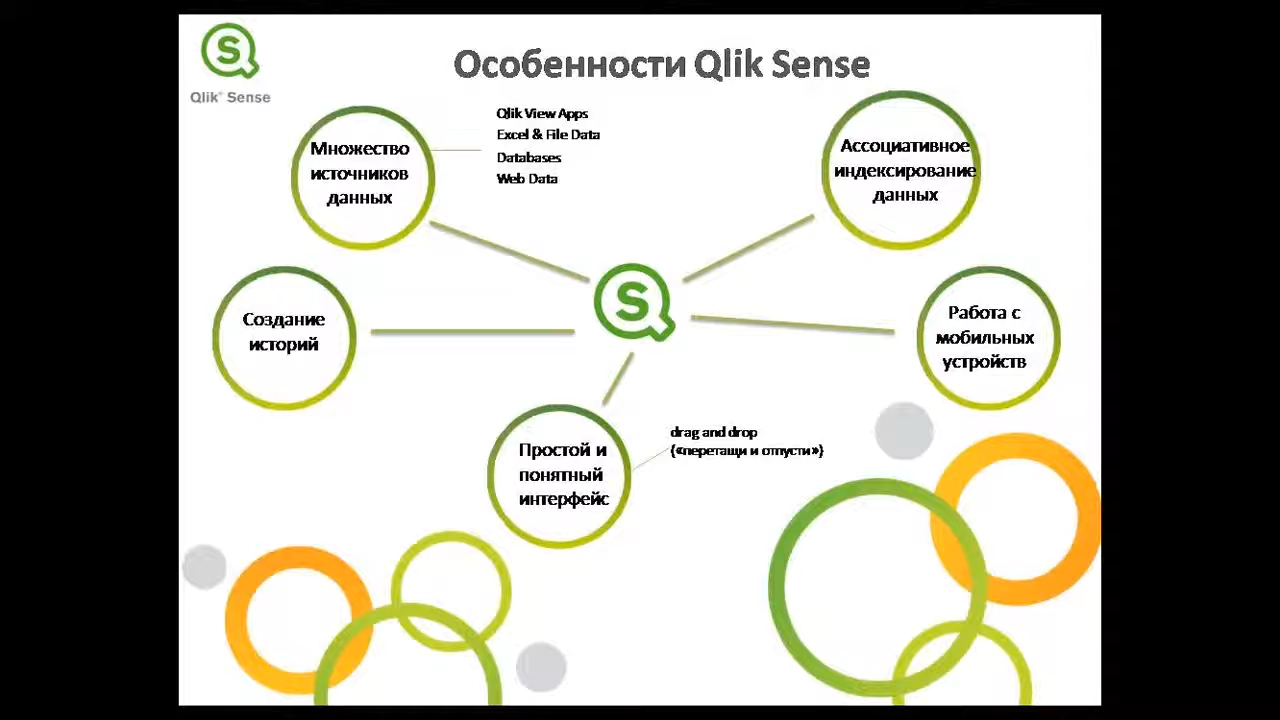 Qlik Sense
Особенности Qlik Sense
Множество
источников
данных
Qlik View Apps
Excel & File Data
Databases
Web Data
Ассоциативное
индексирование
данных
Создание
историй
Работа с
мобильных
устройств
Простой и
понятный
интерфейс
drag and drop
(«перетащи и отпусти»)